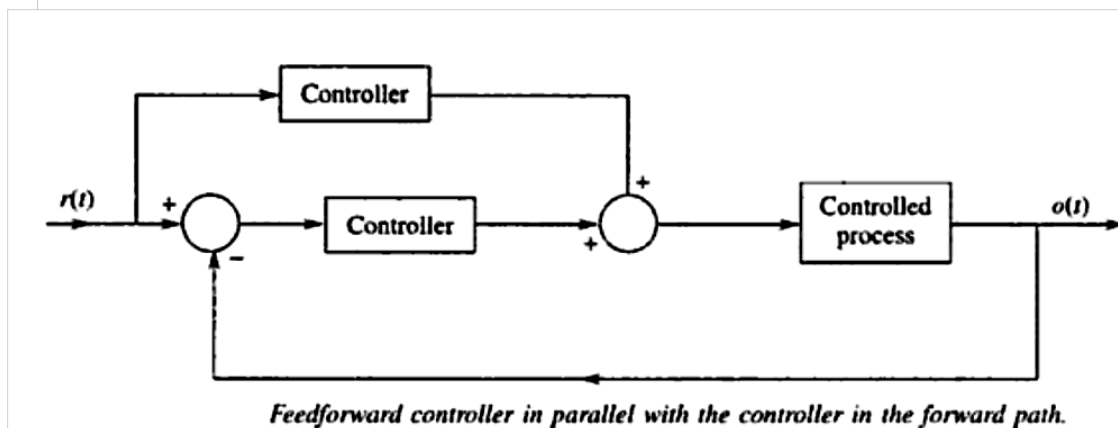 Controller
r(t)
+
+
Controller
+
Controlled
process
o(t)
-
Feedforward controller in parallel with the controller in the forward path.